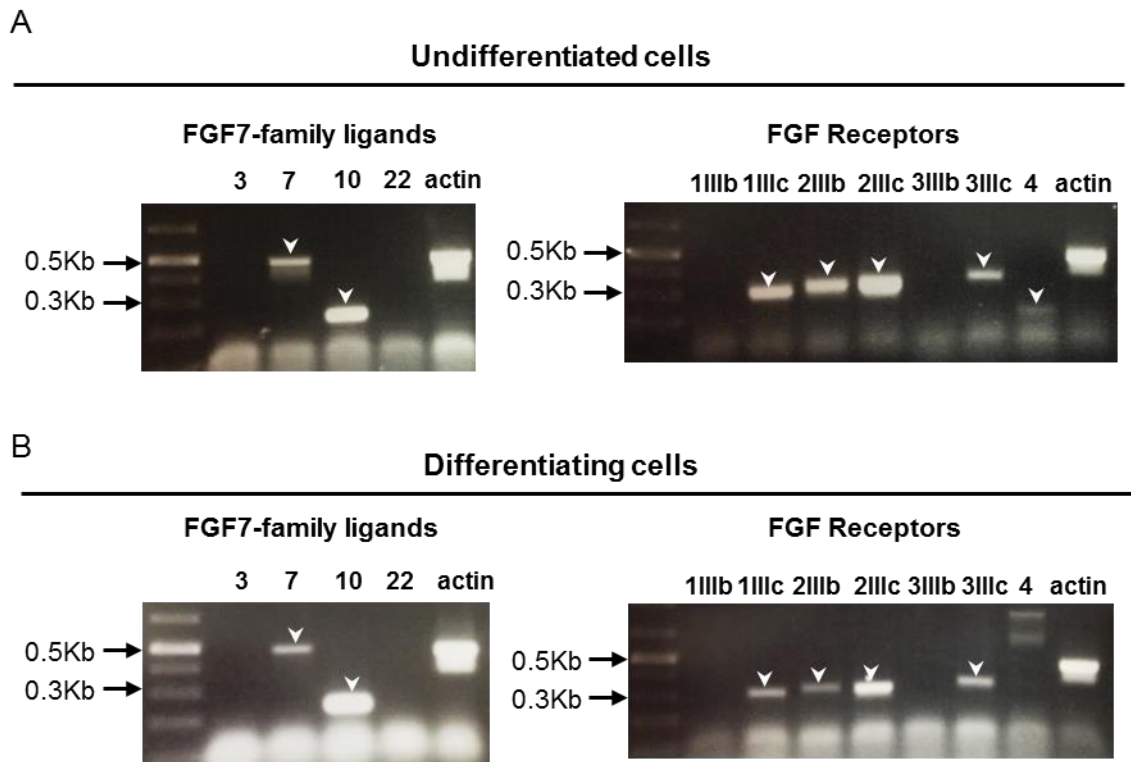 A
Undifferentiated cells
FGF7-family ligands
FGF Receptors
3 7 10 22 actin
1IIIb 1IIIc 2IIIb 2IIIc 3IIIb 3IIIc 4 actin
0.5Kb
0.3Kb
0.5Kb
0.3Kb
B
Differentiating cells
FGF7-family ligands
FGF Receptors
3 7 10 22 actin
1IIIb 1IIIc 2IIIb 2IIIc 3IIIb 3IIIc 4 actin
0.5Kb
0.3Kb
0.5Kb
0.3Kb